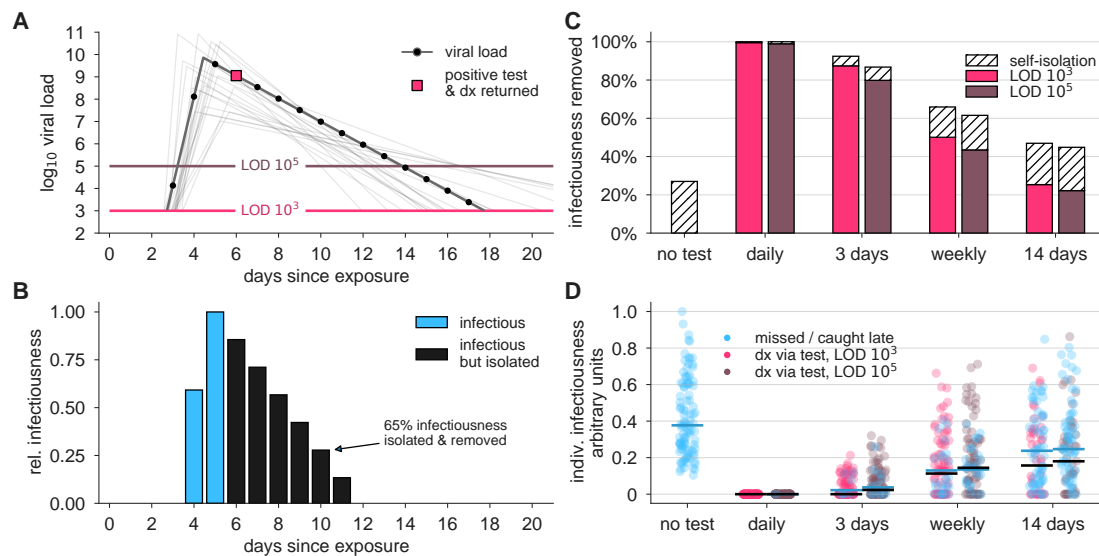 A
log10 viral load
11
10
9
8
7
6
5
4
3
2
LOD 10^5
LOD 10^3
viral load
positive test
& dx returned
0 2 4 6 8 10 12 14 16 18 20
days since exposure
B
rel. infectiousness
1.00
0.75
0.50
0.25
0.00
infectious
infectious
but isolated
65% infectiousness
isolated & removed
0 2 4 6 8 10 12 14 16 18 20
days since exposure
C
infectiousness removed
100%
80%
60%
40%
20%
0%
self-isolation
LOD 10^3
LOD 10^5
no test daily 3 days weekly 14 days
D
indiv. infectiousness
arbitrary units
1.0
0.8
0.6
0.4
0.2
0
missed / caught late
dx via test, LOD 10^3
dx via test, LOD 10^5
no test daily 3 days weekly 14 days